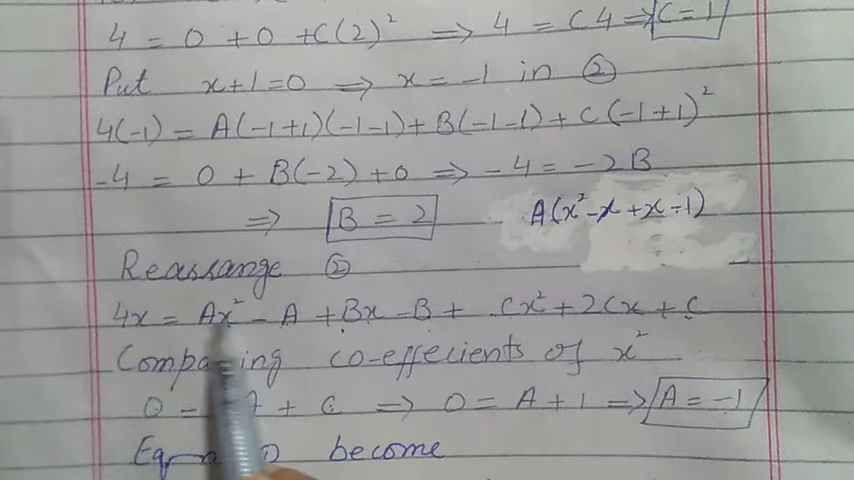 4 = 0 + 0 + C(2)² ⇒ 4 = C4 ⇒ C = 1
Put x+1=0 ⇒ x = -1 in ②
4(-1) = A(-1+1)(-1-1) + B(-1-1) + C(-1+1)²
-4 = 0 + B(-2) + 0 ⇒ -4 = -2B
⇒ B = 2 A(x²-x+x-1)
Rearrange ②
4x = Ax² - A + Bx - B + Cx² + 2Cx + C
Comparing co-effecients of x²
0 = A + C ⇒ 0 = A + 1 ⇒ A = -1
become